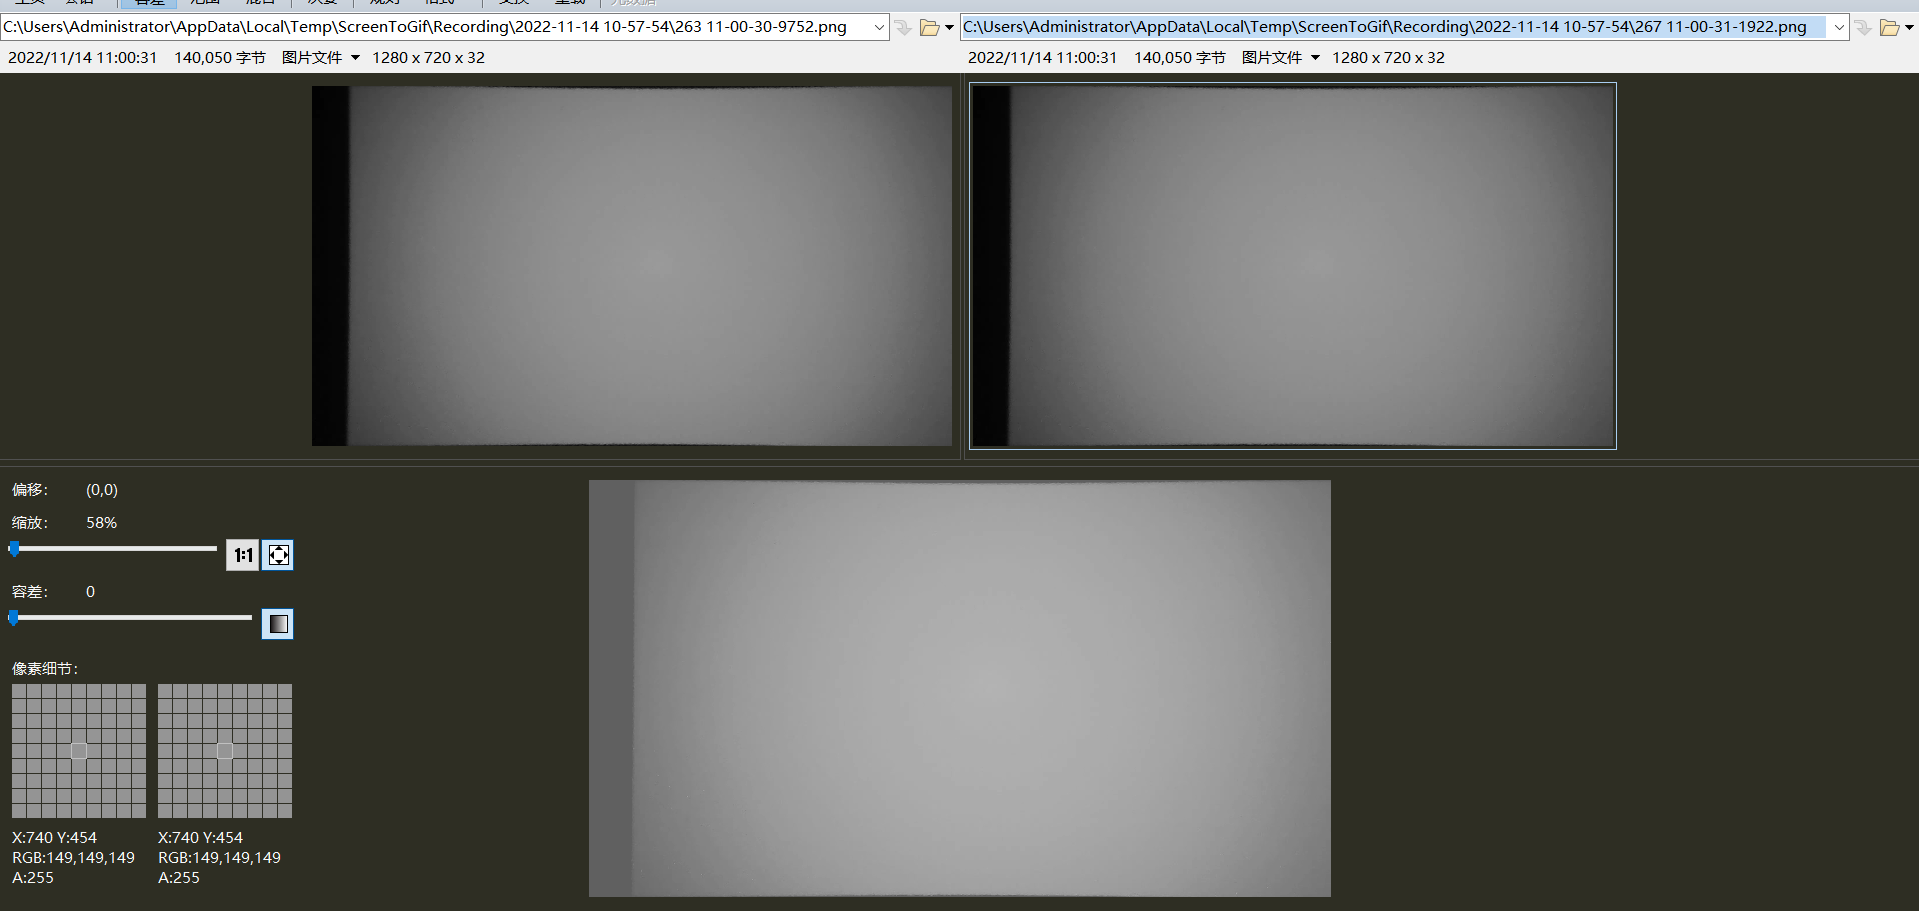 C:\Users\Administrator\AppData\Local\Temp\ScreenToGif\Recording\2022-11-14 10-57-54\263 11-00-30-9752.png
C:\Users\Administrator\AppData\Local\Temp\ScreenToGif\Recording\2022-11-14 10-57-54\267 11-00-31-1922.png
2022/11/14 11:00:31 140,050 字节 图片文件 1280 x 720 x 32
2022/11/14 11:00:31 140,050 字节 图片文件 1280 x 720 x 32
偏移: (0,0)
缩放: 58%
1:1
容差: 0
像素细节:
X:740 Y:454
RGB:149,149,149
A:255
X:740 Y:454
RGB:149,149,149
A:255